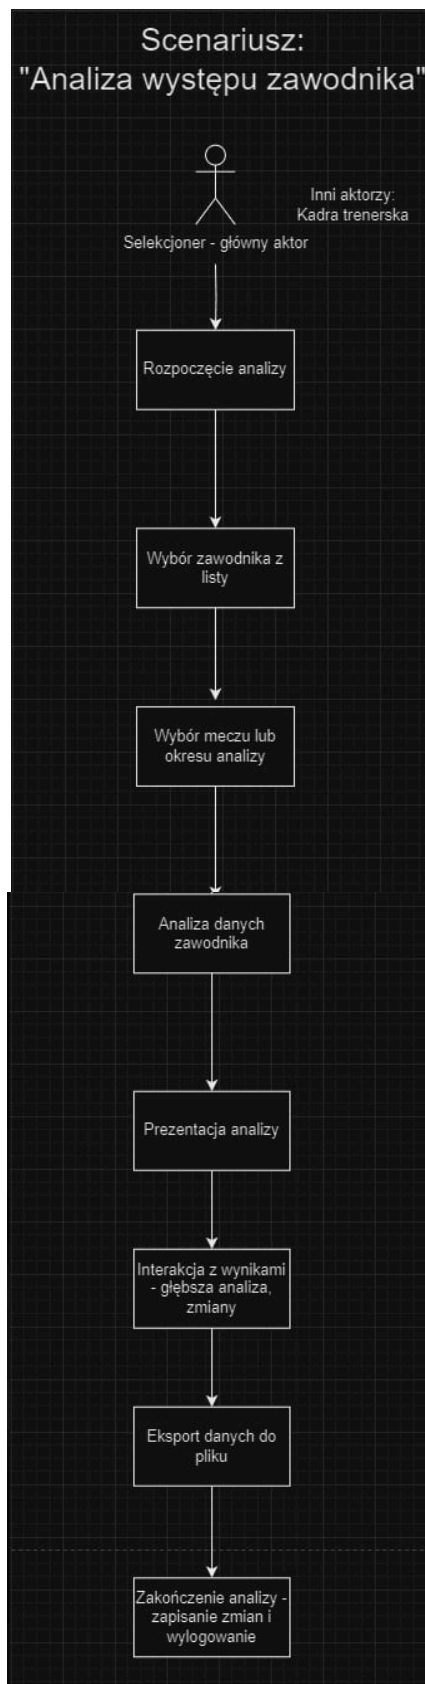 Scenariusz:
"Analiza występu zawodnika"
Inni aktorzy:
Kadra trenerska
Selekcjoner - główny aktor
Rozpoczęcie analizy
Wybór zawodnika z
listy
Wybór meczu lub
okresu analizy
Analiza danych
zawodnika
Prezentacja analizy
Interakcja z wynikami
- głębsza analiza,
zmiany
Eksport danych do
pliku
Zakończenie analizy -
zapisanie zmian i
wylogowanie